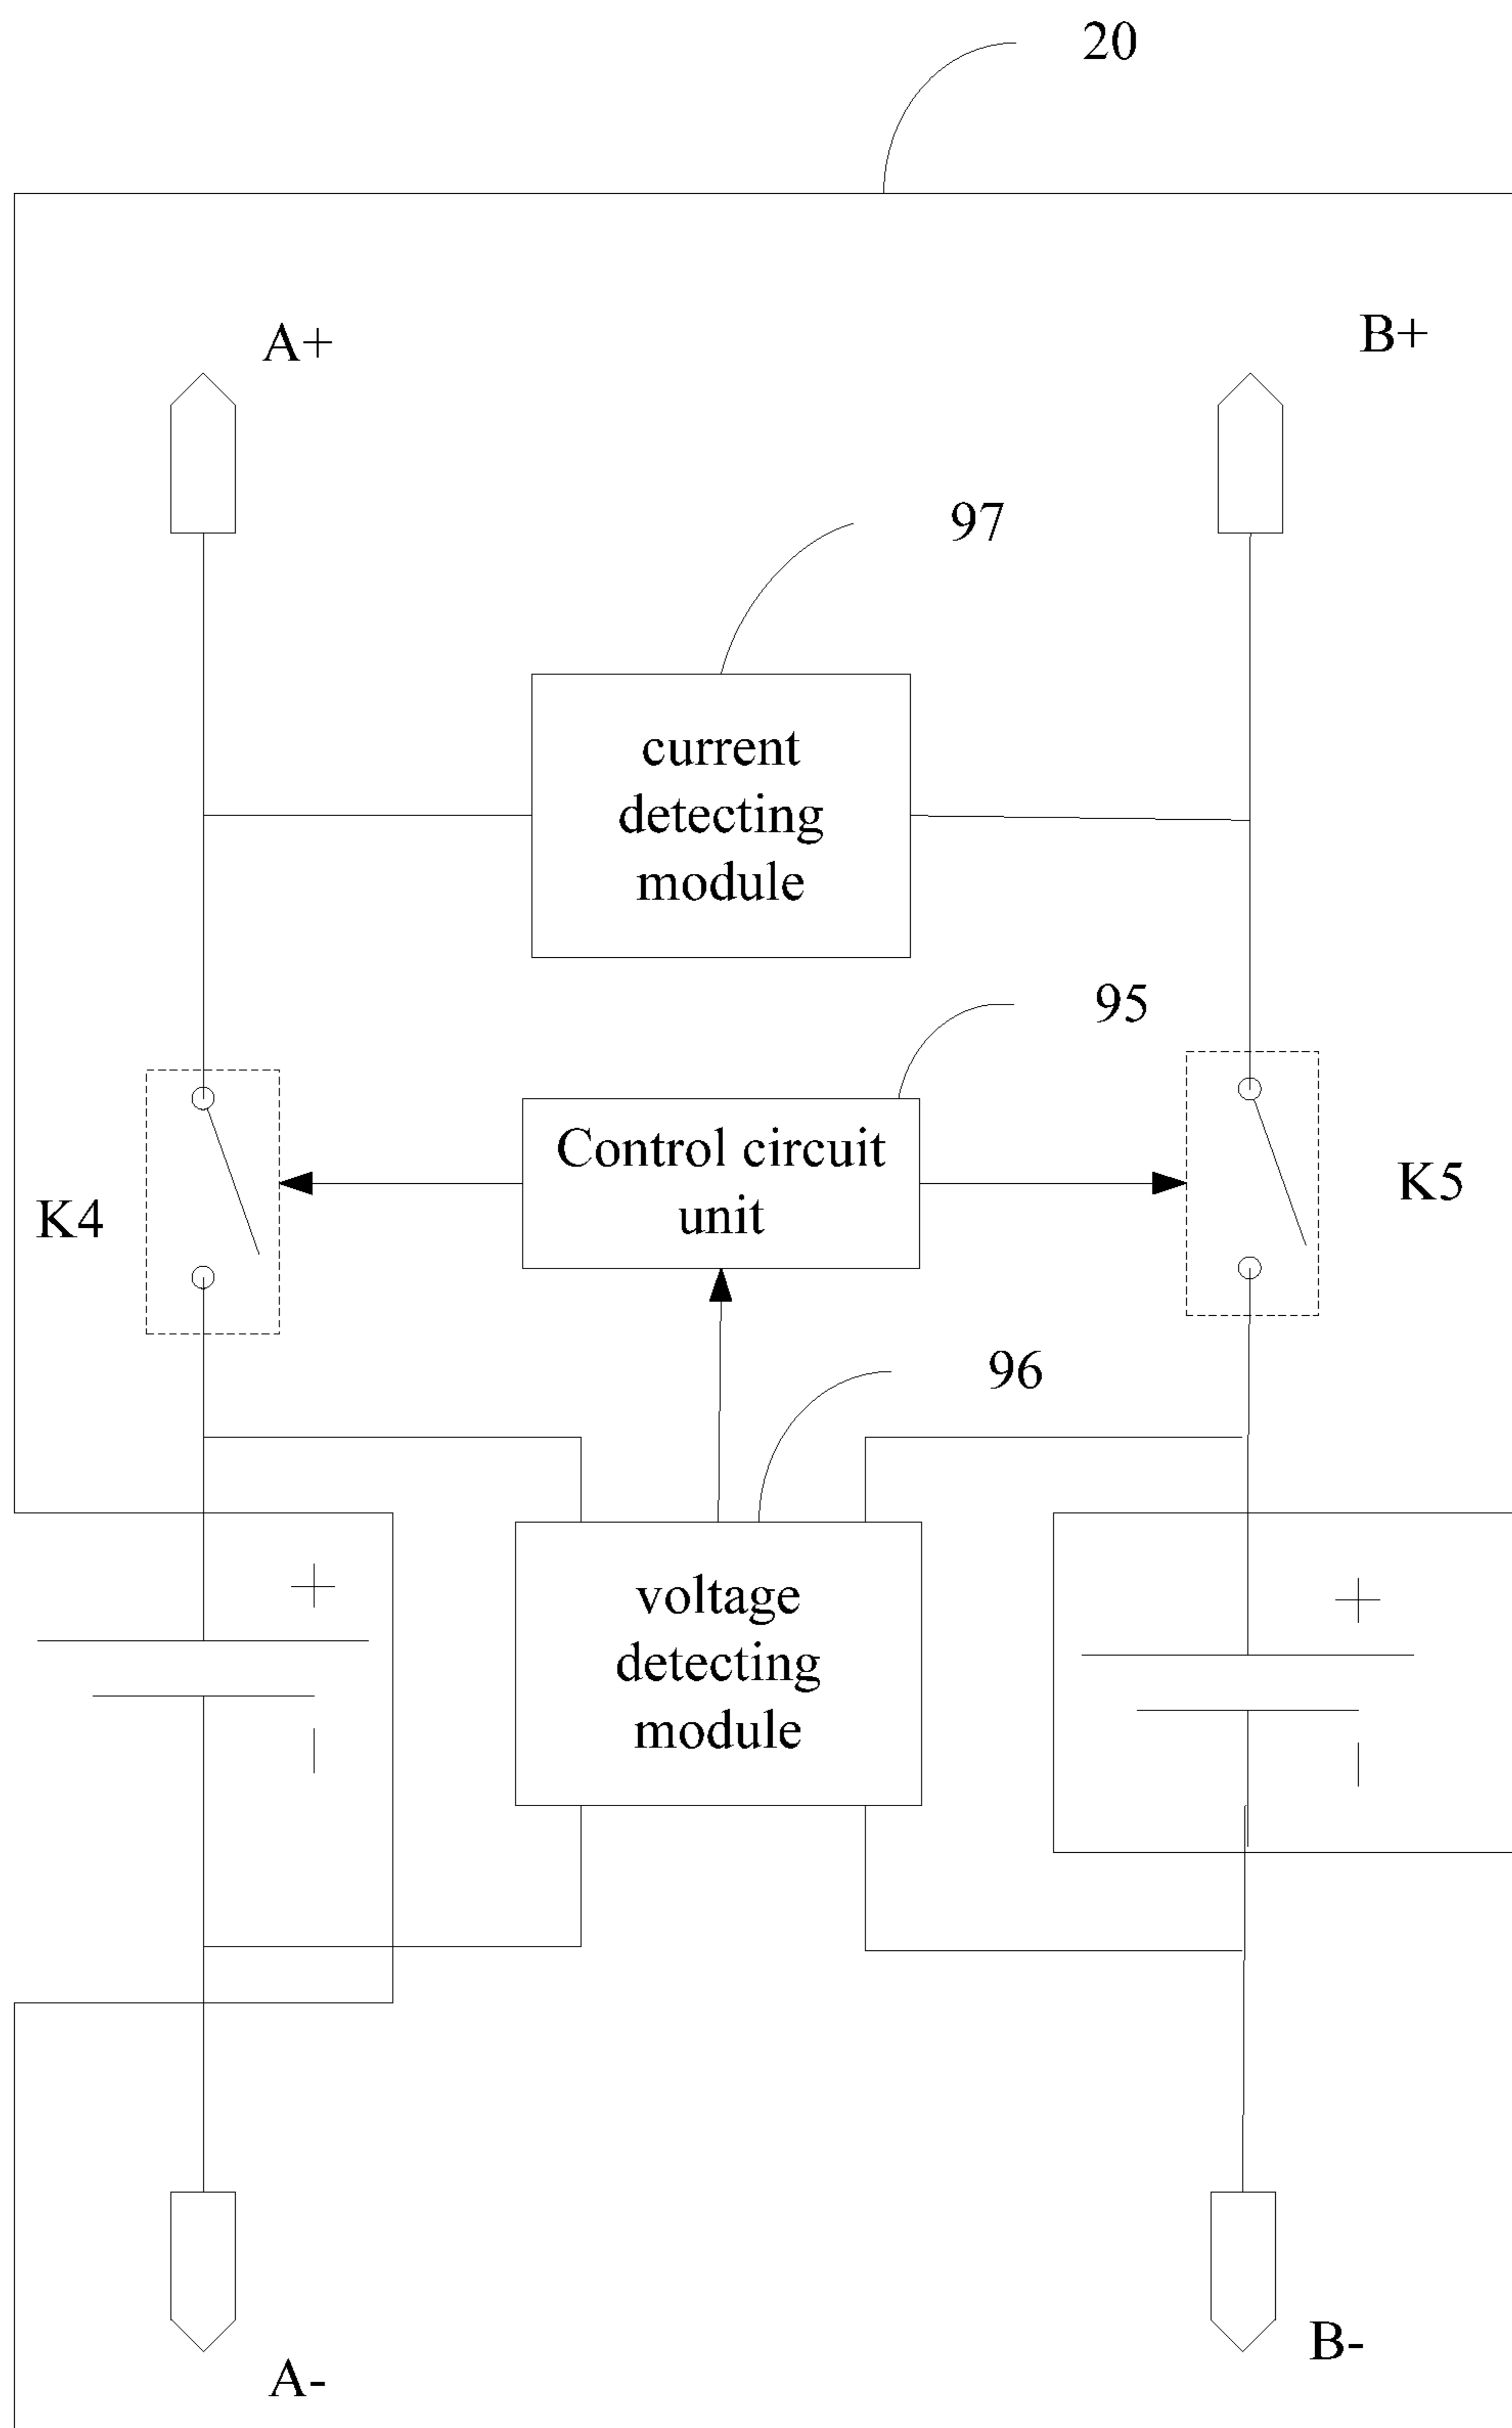 20
A+
B+
97
current
detecting
module
95
Control circuit
unit
K4
K5
96
voltage
detecting
module
A-
B-